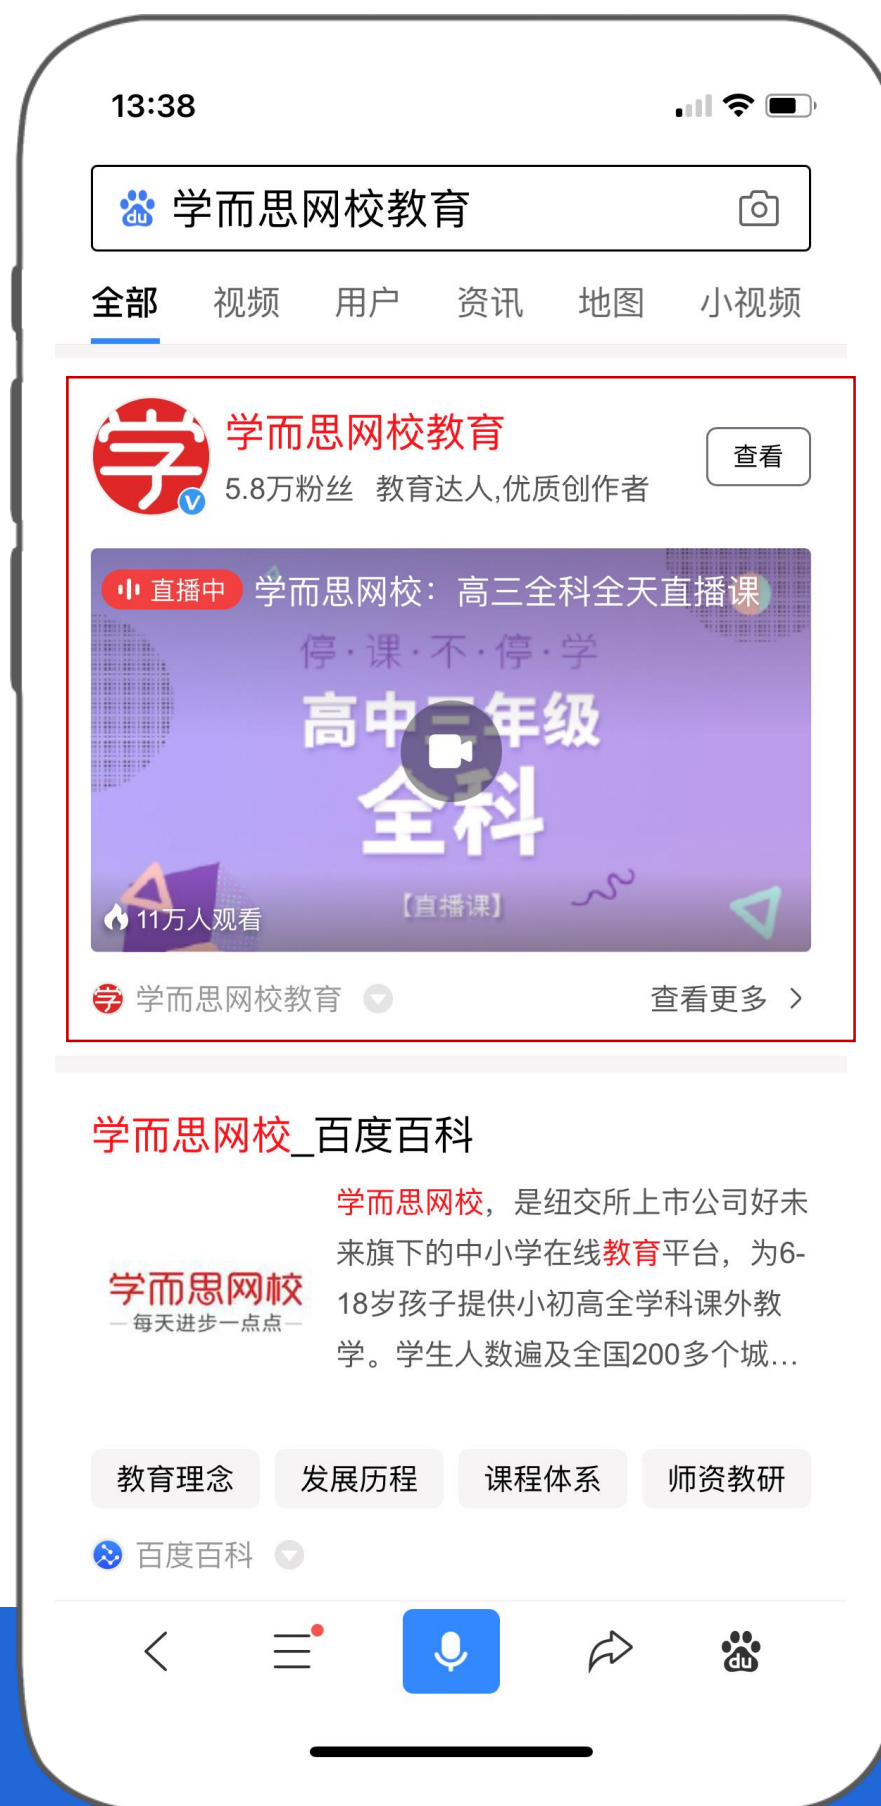 13:38
学而思网校教育
全部 视频 用户 资讯 地图 小视频
学
学而思网校教育
5.8万粉丝 教育达人,优质创作者
查看
直播中 学而思网校：高三全科全天直播课
停·课·不·停·学
高中三年级
全科
【直播课】
11万人观看
学而思网校教育
查看更多
学而思网校_百度百科
学而思网校
每天进步一点点
学而思网校，是纽交所上市公司好未
来旗下的中小学在线教育平台，为6-
18岁孩子提供小初高全学科课外教
学。学生人数遍及全国200多个城...
教育理念 发展历程 课程体系 师资教研
百度百科
du